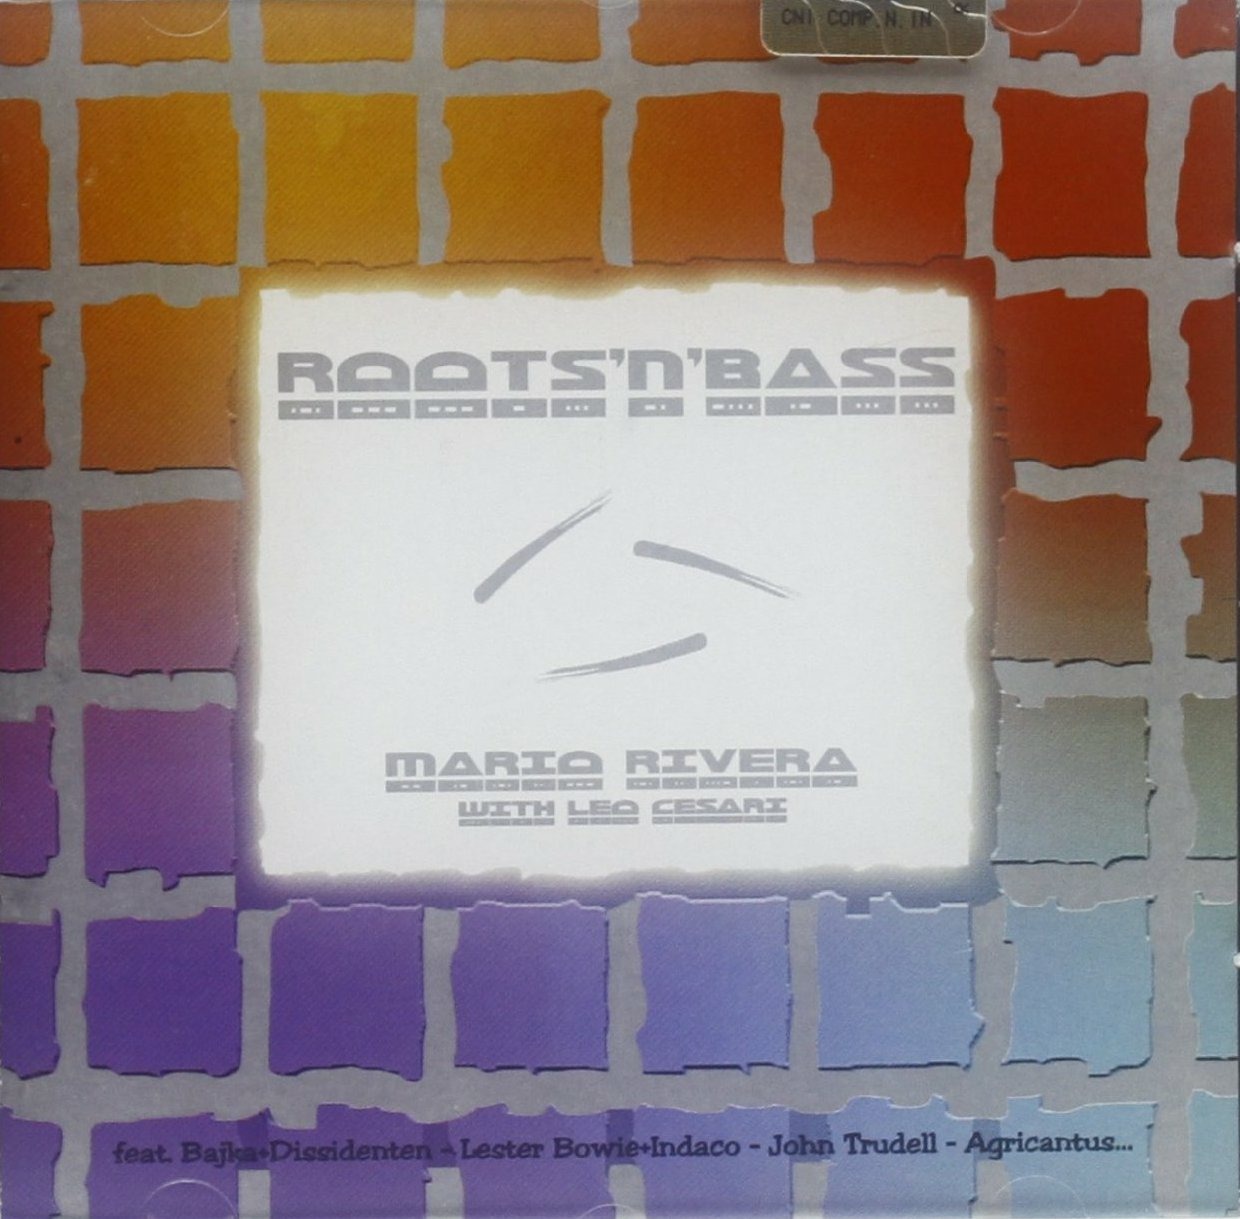 CNI COMP. N. IN
ROOTS'N'BASS
MARIO RIVERA
WITH LEO CESARI
feat. Bajka+Dissidenten - Lester Bowie+Indaco - John Trudell - Agricantus...